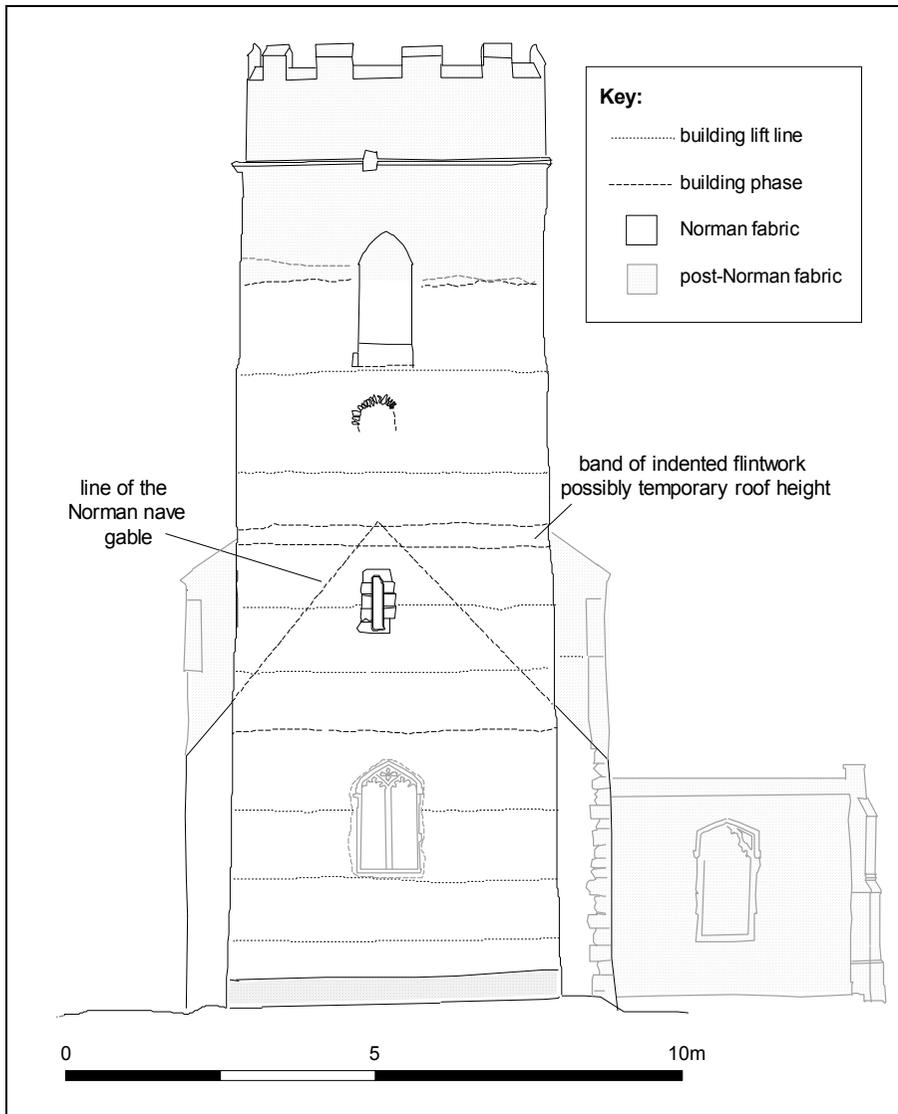 Key:
building lift line
building phase
Norman fabric
post-Norman fabric
line of the
Norman nave
gable
band of indented flintwork
possibly temporary roof height
0
5
10m